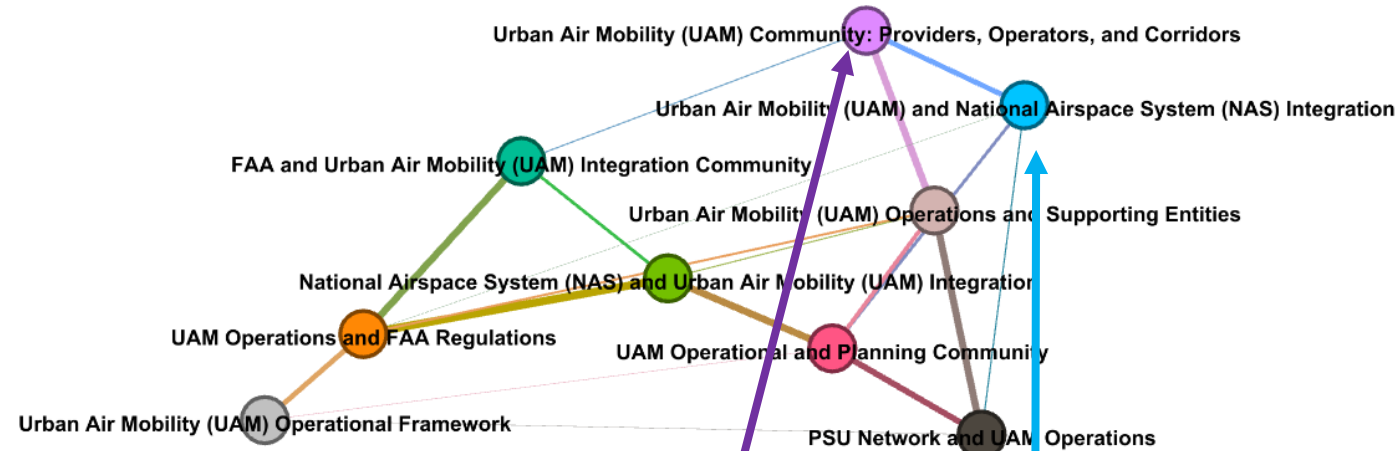 Urban Air Mobility (UAM) Community: Providers, Operators, and Corridors
Urban Air Mobility (UAM) and National Airspace System (NAS) Integration
FAA and Urban Air Mobility (UAM) Integration Community
Urban Air Mobility (UAM) Operations and Supporting Entities
National Airspace System (NAS) and Urban Air Mobility (UAM) Integration
UAM Operations and FAA Regulations
UAM Operational and Planning Community
Urban Air Mobility (UAM) Operational Framework
PSU Network and UAM Operations